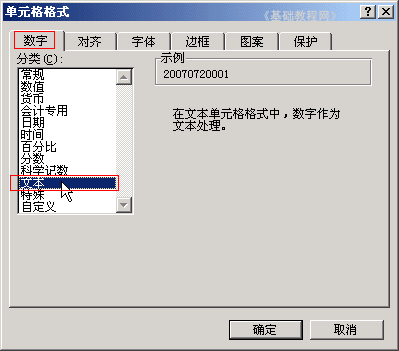 单元格格式
《基础教程网》
数字 对齐 字体 边框 图案 保护
分类(C):
常规
数值
货币
会计专用
日期
时间
百分比
分数
科学记数
文本
特殊
自定义
示例
20070720001
在文本单元格格式中，数字作为
文本处理。
确定 取消